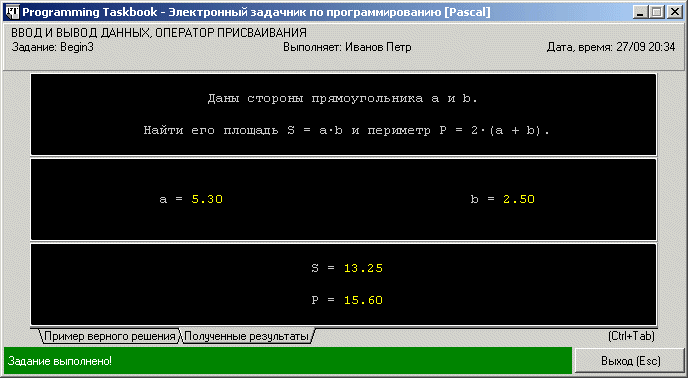 Programming Taskbook - Электронный задачник по программированию [Pascal]
ВВОД И ВЫВОД ДАННЫХ, ОПЕРАТОР ПРИСВАИВАНИЯ
Задание: Begin3 Выполняет: Иванов Петр Дата, время: 27/09 20:34
Даны стороны прямоугольника a и b.
Найти его площадь S = a·b и периметр P = 2·(a + b).
a = 5.30 b = 2.50
S = 13.25
P = 15.60
Пример верного решения Полученные результаты (Ctrl+Tab)
Задание выполнено! Выход (Esc)